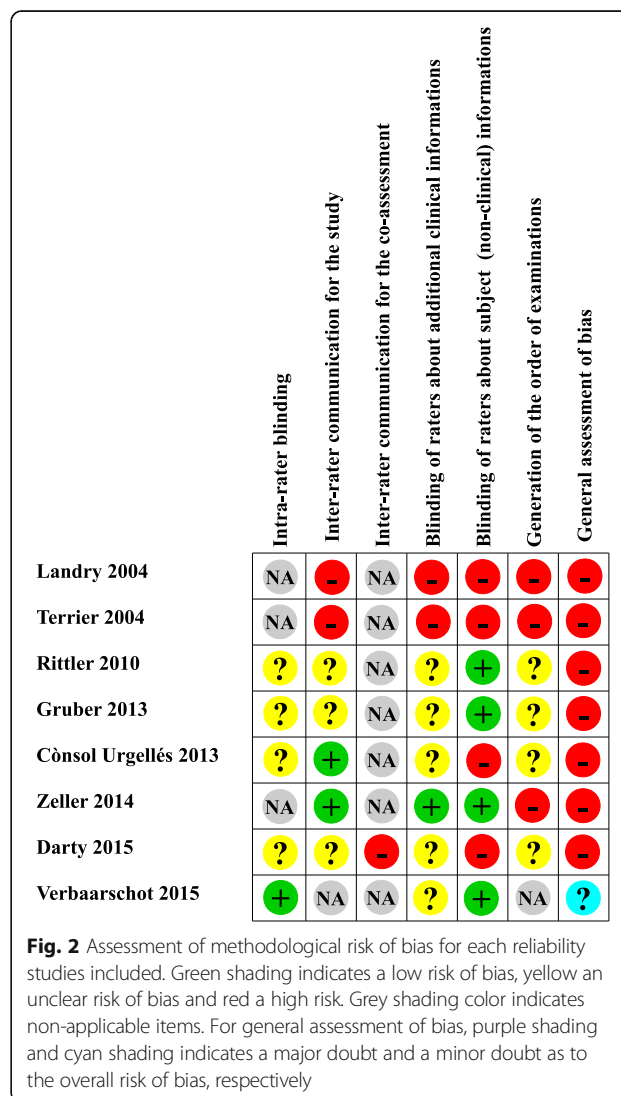 Intra-rater blinding
Inter-rater communication for the study
Inter-rater communication for the co-assessment
Blinding of raters about additional clinical informations
Blinding of raters about subject (non-clinical) informations
Generation of the order of examinations
General assessment of bias
Landry 2004 NA - NA - - - -
Terrier 2004 NA - NA - - - -
Rittler 2010 ? ? NA ? + ? -
Gruber 2013 ? ? NA ? + ? -
Cònsol Urgellés 2013 ? + NA ? - ? -
Zeller 2014 NA + NA + + - -
Darty 2015 ? ? - ? - ? -
Verbaarschot 2015 + NA NA ? + NA ?
Fig. 2 Assessment of methodological risk of bias for each reliability
studies included. Green shading indicates a low risk of bias, yellow an
unclear risk of bias and red a high risk. Grey shading color indicates
non-applicable items. For general assessment of bias, purple shading
and cyan shading indicates a major doubt and a minor doubt as to
the overall risk of bias, respectively